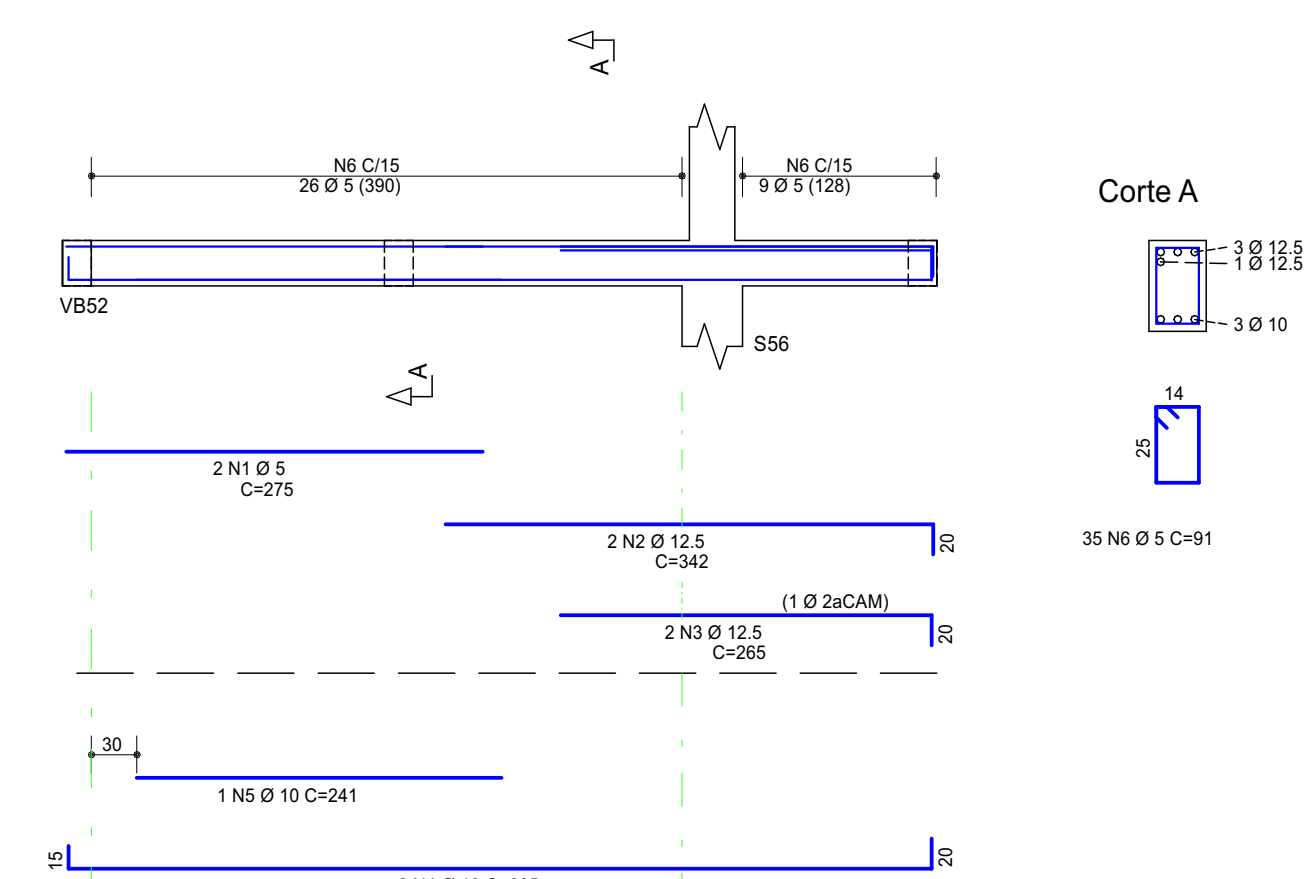 A
N6 C/15
26 Ø 5 (390)
N6 C/15
9 Ø 5 (128)
Corte A
3 Ø 12.5
1 Ø 12.5
3 Ø 10
VB52
S56
A
14
25
35 N6 Ø 5 C=91
2 N1 Ø 5
C=275
2 N2 Ø 12.5
C=342
20
(1 Ø 2aCAM)
2 N3 Ø 12.5
C=265
20
30
1 N5 Ø 10 C=241
15
20